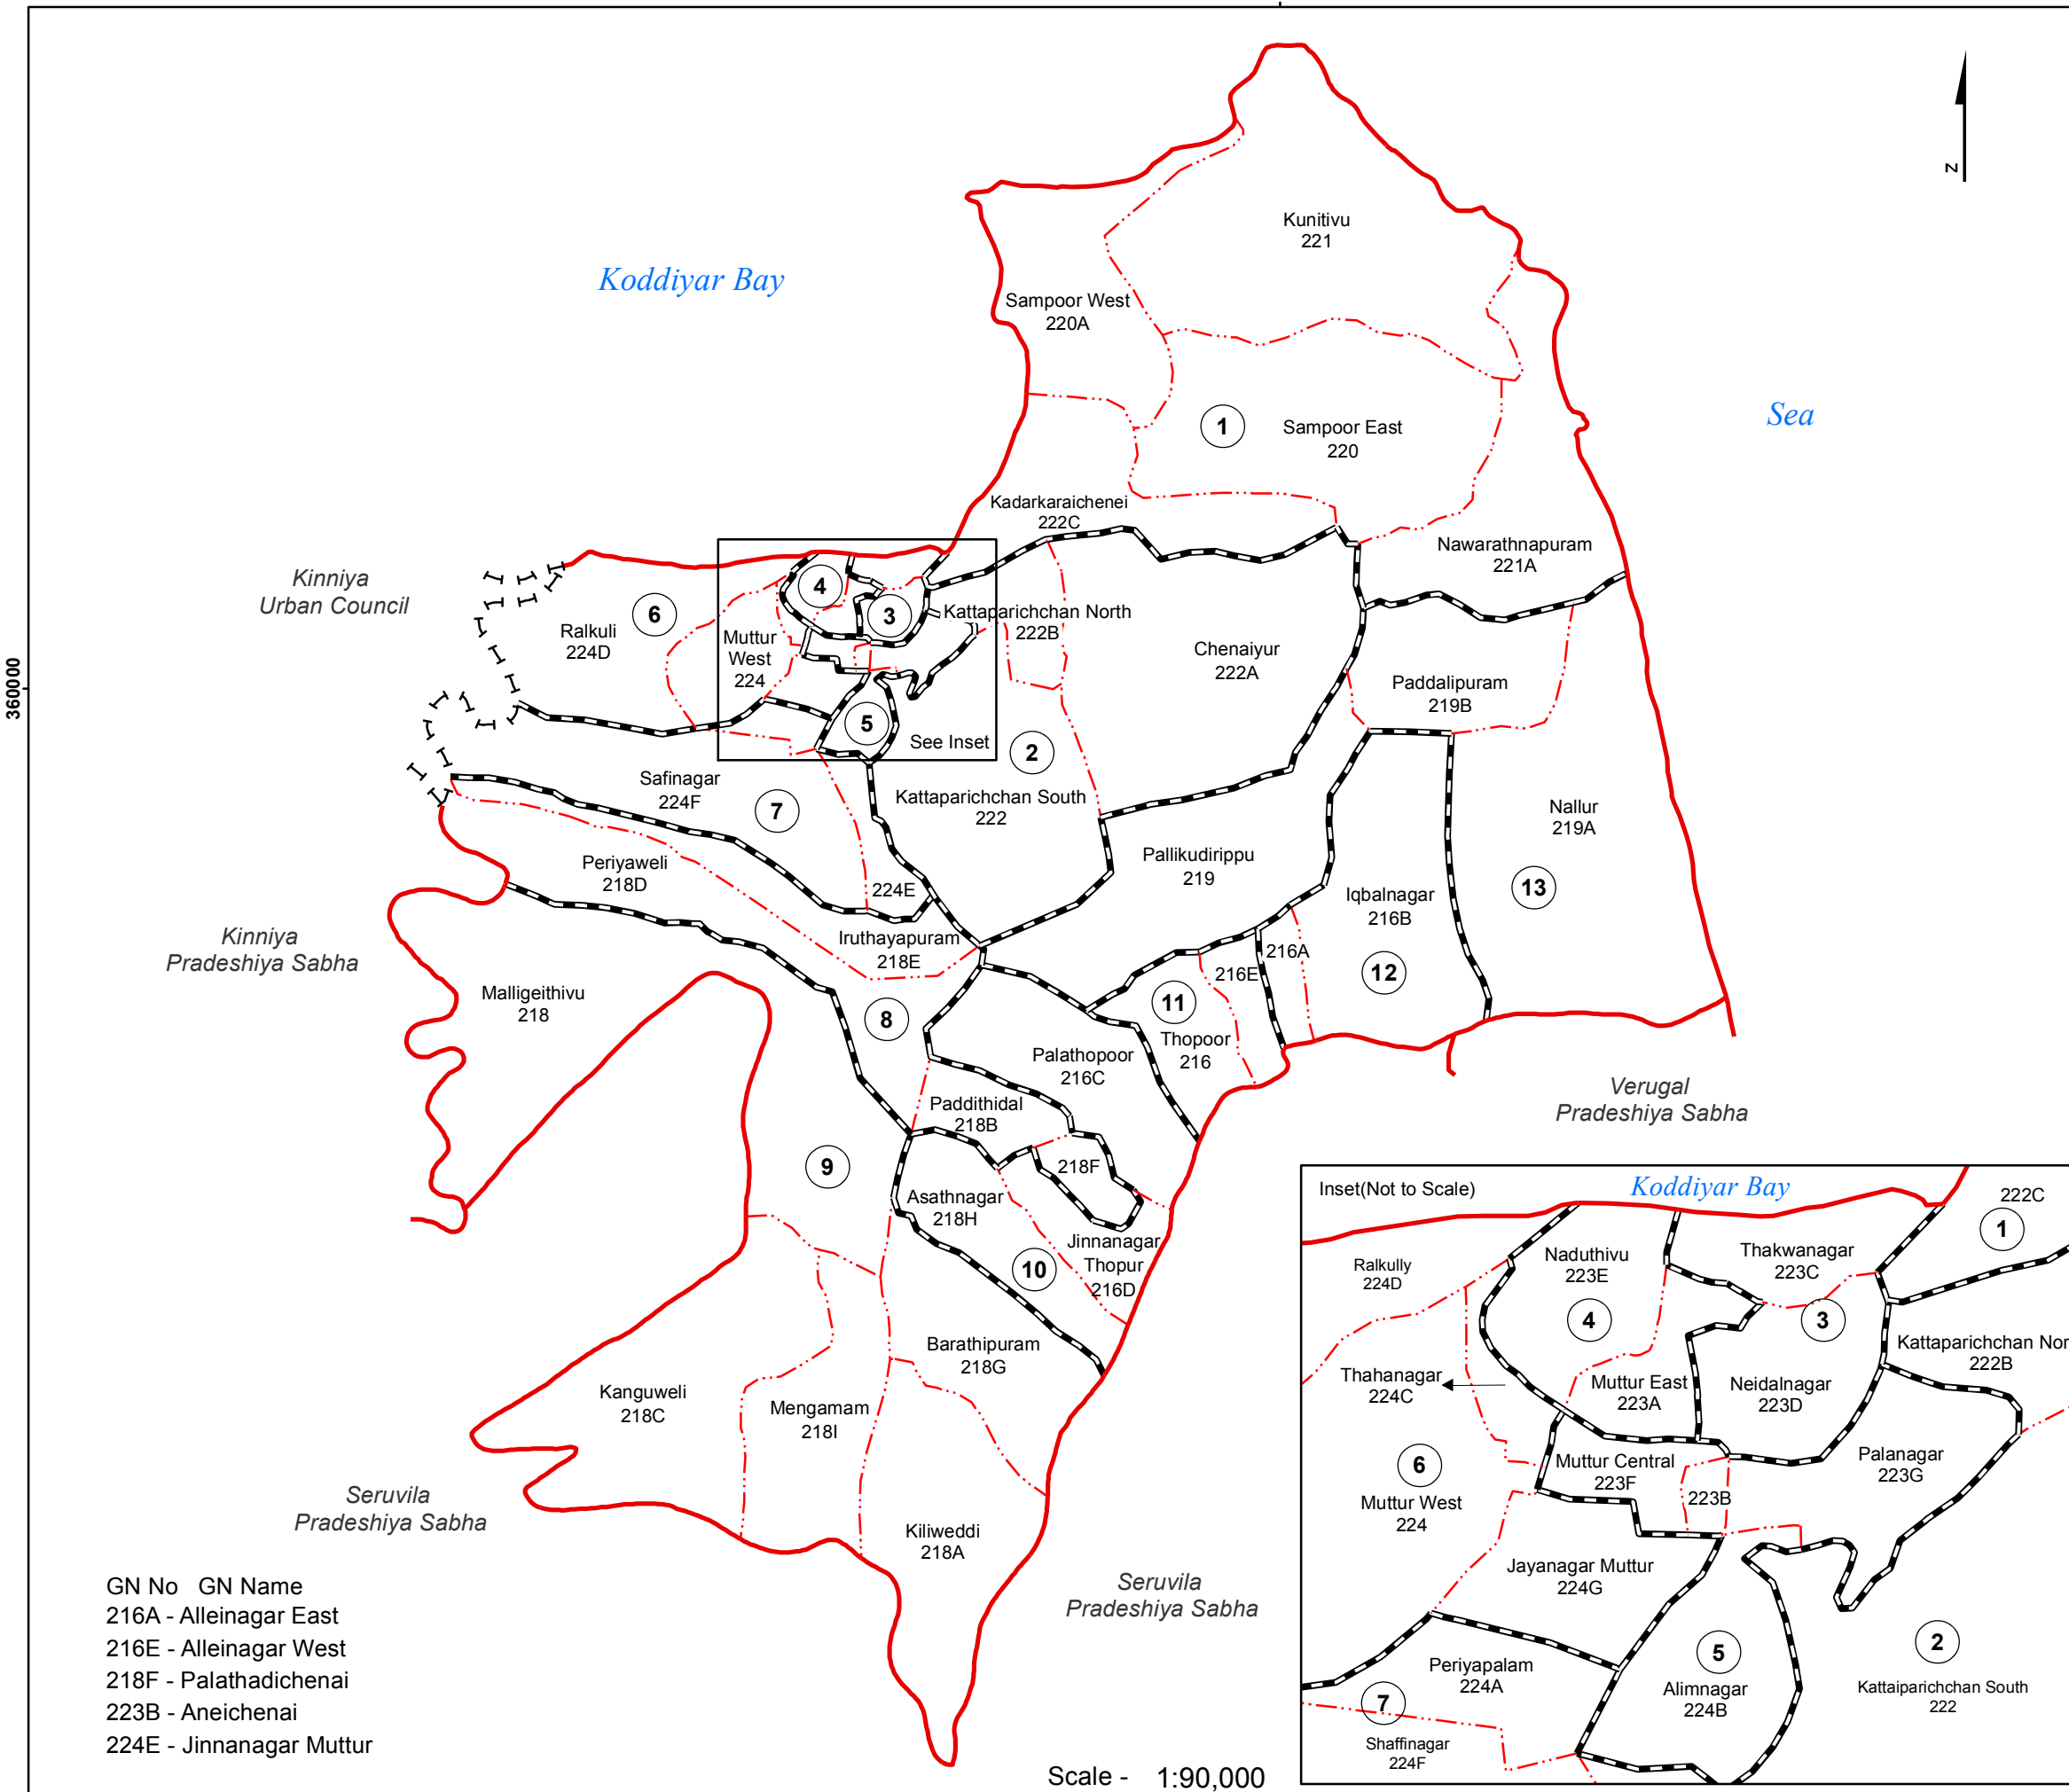 Kunitivu
221
Koddiyar Bay
Sampoor West
220A
z
Sea
1
Sampoor East
220
Kadarkaraichenei
222C
Nawarathnapuram
221A
Kinniya
Urban Council
6
Ralkuli
224D
4
3
Kattaparichchan North
222B
Muttur
West
224
Chenaiyur
222A
360000
Paddalipuram
219B
5
See Inset
2
Safinagar
224F
7
Kattaparichchan South
222
Nallur
219A
Periyaweli
218D
Pallikudirippu
219
224E
Iqbalnagar
216B
13
Kinniya
Pradeshiya Sabha
Iruthayapuram
218E
216A
216E
12
Malligeithivu
218
8
11
Thopoor
216
Palathopoor
216C
Verugal
Pradeshiya Sabha
Paddithidal
218B
9
218F
Asathnagar
218H
Jinnanagar
Thopur
216D
10
Barathipuram
218G
Kanguweli
218C
Mengamam
218I
Seruvila
Pradeshiya Sabha
Kiliweddi
218A
Seruvila
Pradeshiya Sabha
GN No GN Name
216A - Alleinagar East
216E - Alleinagar West
218F - Palathadichenai
223B - Aneichenai
224E - Jinnanagar Muttur
Scale - 1:90,000
Inset(Not to Scale)
Koddiyar Bay
222C
1
Ralkully
224D
Naduthivu
223E
Thakwanagar
223C
4
3
Kattaparichchan Nor
222B
Thahanagar
224C
Muttur East
223A
Neidalnagar
223D
6
Muttur West
224
Muttur Central
223F
223B
Palanagar
223G
Jayanagar Muttur
224G
Periyapalam
224A
5
Alimnagar
224B
2
Kattaiparichchan South
222
7
Shaffinagar
224F